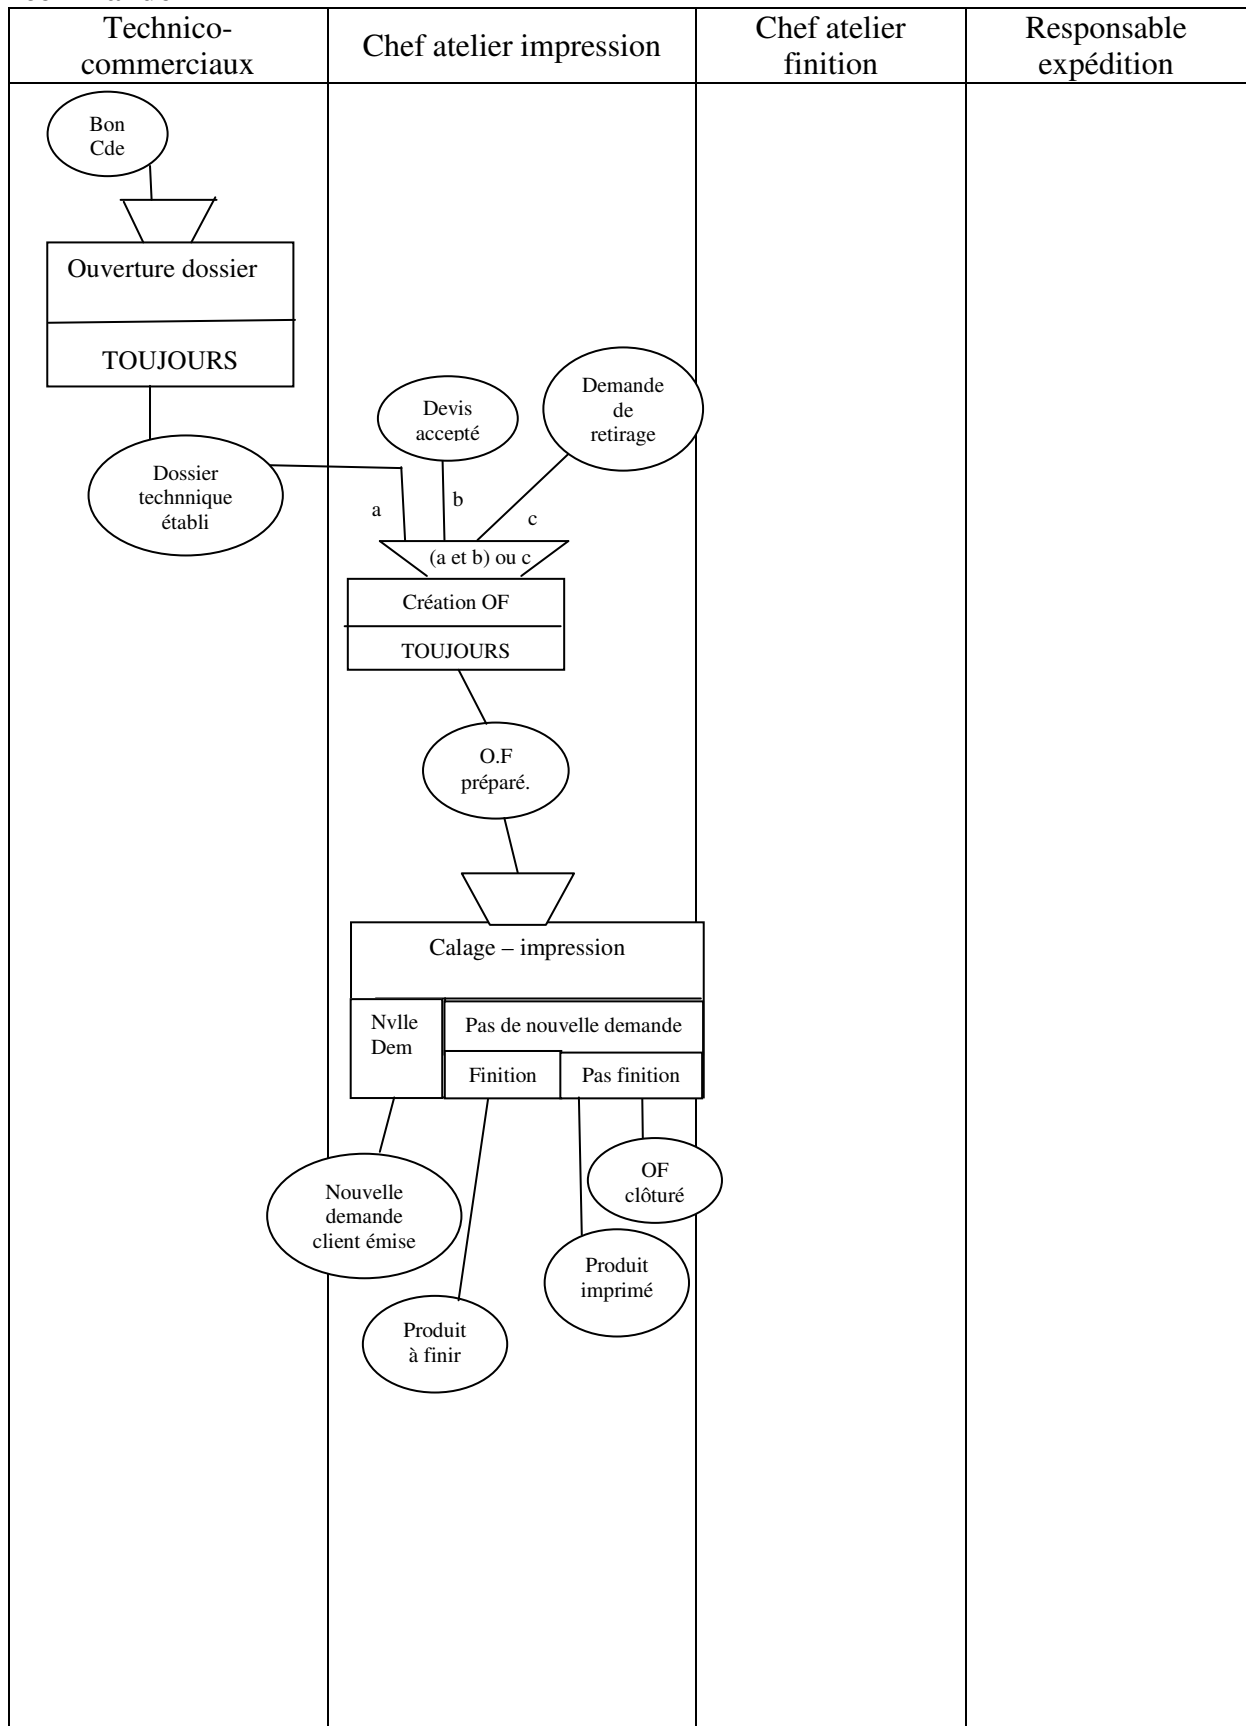 Technico-
commerciaux
Chef atelier impression
Chef atelier
finition
Responsable
expédition
Bon
Cde
Ouverture dossier
TOUJOURS
Dossier
technnique
établi
Devis
accepté
Demande
de
retirage
a
b
c
(a et b) ou c
Création OF
TOUJOURS
O.F
préparé.
Calage – impression
Nvlle
Dem
Pas de nouvelle demande
Finition
Pas finition
Nouvelle
demande
client émise
Produit
à finir
Produit
imprimé
OF
clôturé